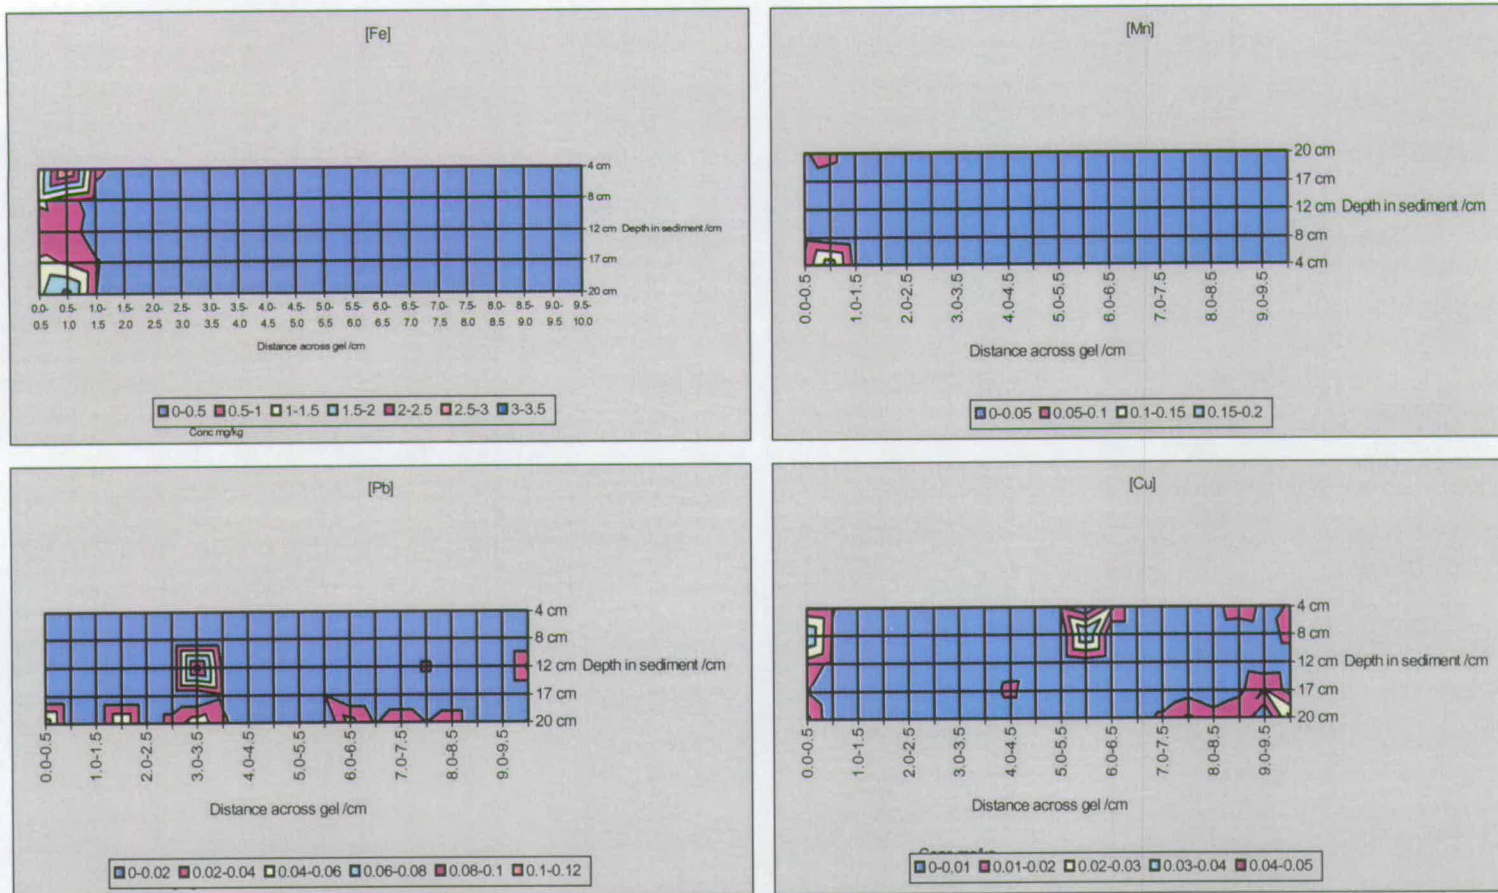 [Fe]
4 cm
8 cm
12 cm Depth in sediment /cm
17 cm
20 cm
0.0- 0.5- 1.0- 1.5- 2.0- 2.5- 3.0- 3.5- 4.0- 4.5- 5.0- 5.5- 6.0- 6.5- 7.0- 7.5- 8.0- 8.5- 9.0- 9.5-
0.5 1.0 1.5 2.0 2.5 3.0 3.5 4.0 4.5 5.0 5.5 6.0 6.5 7.0 7.5 8.0 8.5 9.0 9.5 10.0
Distance across gel /cm
0-0.5 0.5-1 1-1.5 1.5-2 2-2.5 2.5-3 3-3.5
Conc mg/kg
[Mn]
20 cm
17 cm
12 cm Depth in sediment /cm
8 cm
4 cm
0.0-0.5 1.0-1.5 2.0-2.5 3.0-3.5 4.0-4.5 5.0-5.5 6.0-6.5 7.0-7.5 8.0-8.5 9.0-9.5
Distance across gel /cm
0-0.05 0.05-0.1 0.1-0.15 0.15-0.2
[Pb]
4 cm
8 cm
12 cm Depth in sediment /cm
17 cm
20 cm
0.0-0.5 1.0-1.5 2.0-2.5 3.0-3.5 4.0-4.5 5.0-5.5 6.0-6.5 7.0-7.5 8.0-8.5 9.0-9.5
Distance across gel /cm
0-0.02 0.02-0.04 0.04-0.06 0.06-0.08 0.08-0.1 0.1-0.12
[Cu]
4 cm
8 cm
12 cm Depth in sediment /cm
17 cm
20 cm
0.0-0.5 1.0-1.5 2.0-2.5 3.0-3.5 4.0-4.5 5.0-5.5 6.0-6.5 7.0-7.5 8.0-8.5 9.0-9.5
Distance across gel /cm
0-0.01 0.01-0.02 0.02-0.03 0.03-0.04 0.04-0.05